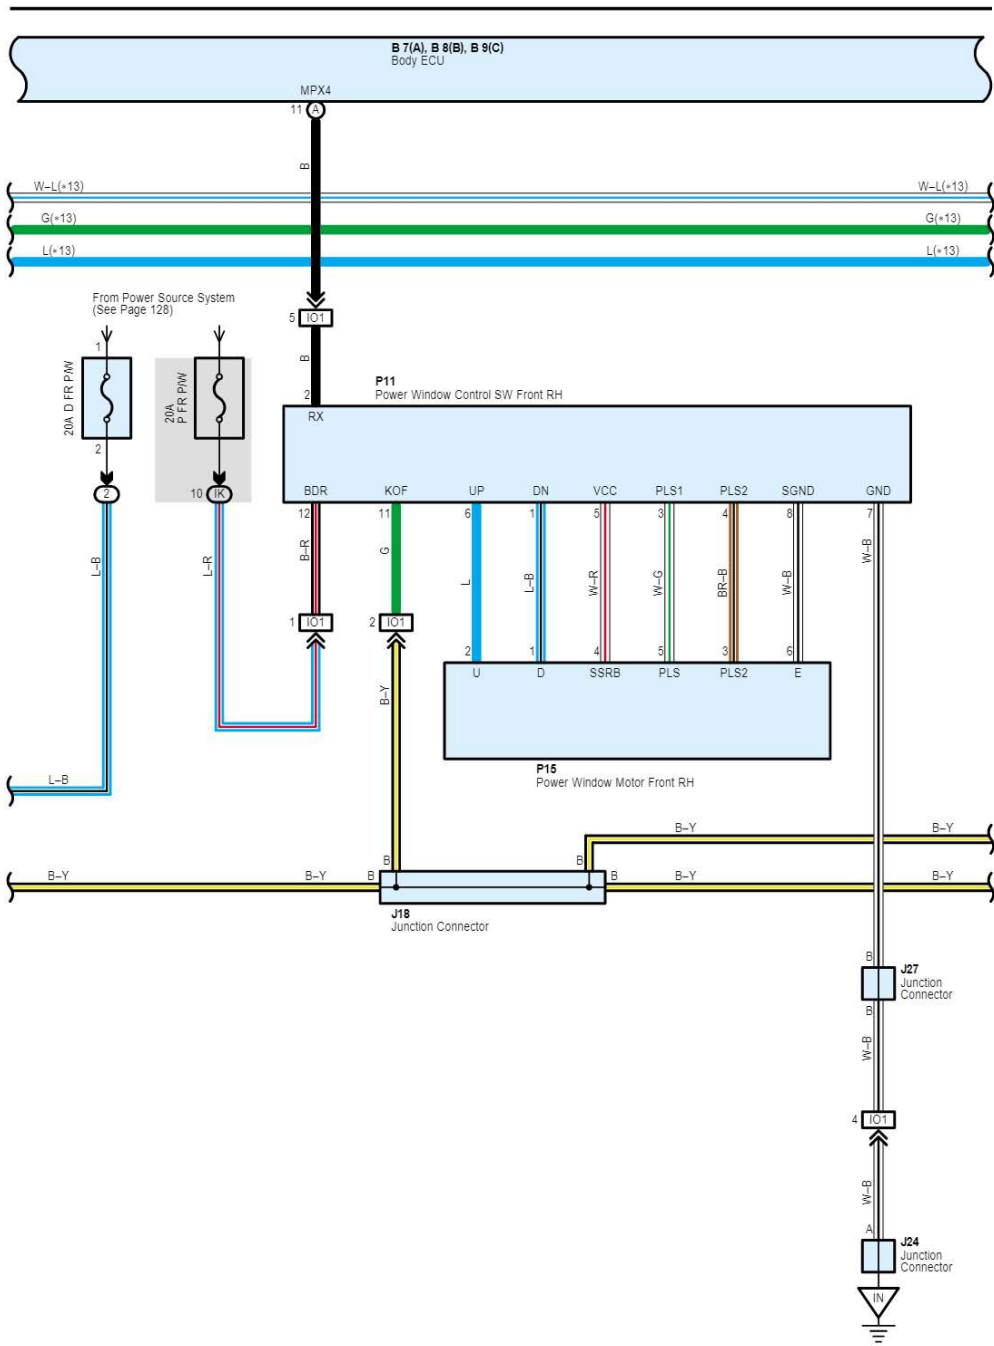 B 7(A), B 8(B), B 9(C)
Body ECU
MPX4
11 A
B
W–L(*13) W–L(*13)
G(*13) G(*13)
L(*13) L(*13)
From Power Source System
(See Page 128)
5 IO1
1
20A D FR P/W
20A
P FR P/W
B
P11
Power Window Control SW Front RH
2
RX
2
2
10 IK
BDR KOF UP DN VCC PLS1 PLS2 SGND GND
12 11 6 1 5 3 4 8 7
L–B L–R B–R G L L–B W–R W–G BR–B W–B W–B
1 IO1 2 IO1
2 1 4 5 3 6
U D SSRB PLS PLS2 E
B–Y
P15
Power Window Motor Front RH
L–B
B–Y B–Y
B B
B–Y B–Y B B B–Y B–Y
J18
Junction Connector
B
J27
Junction
Connector
B
W–B
4 IO1
W–B
A
J24
Junction
Connector
IN